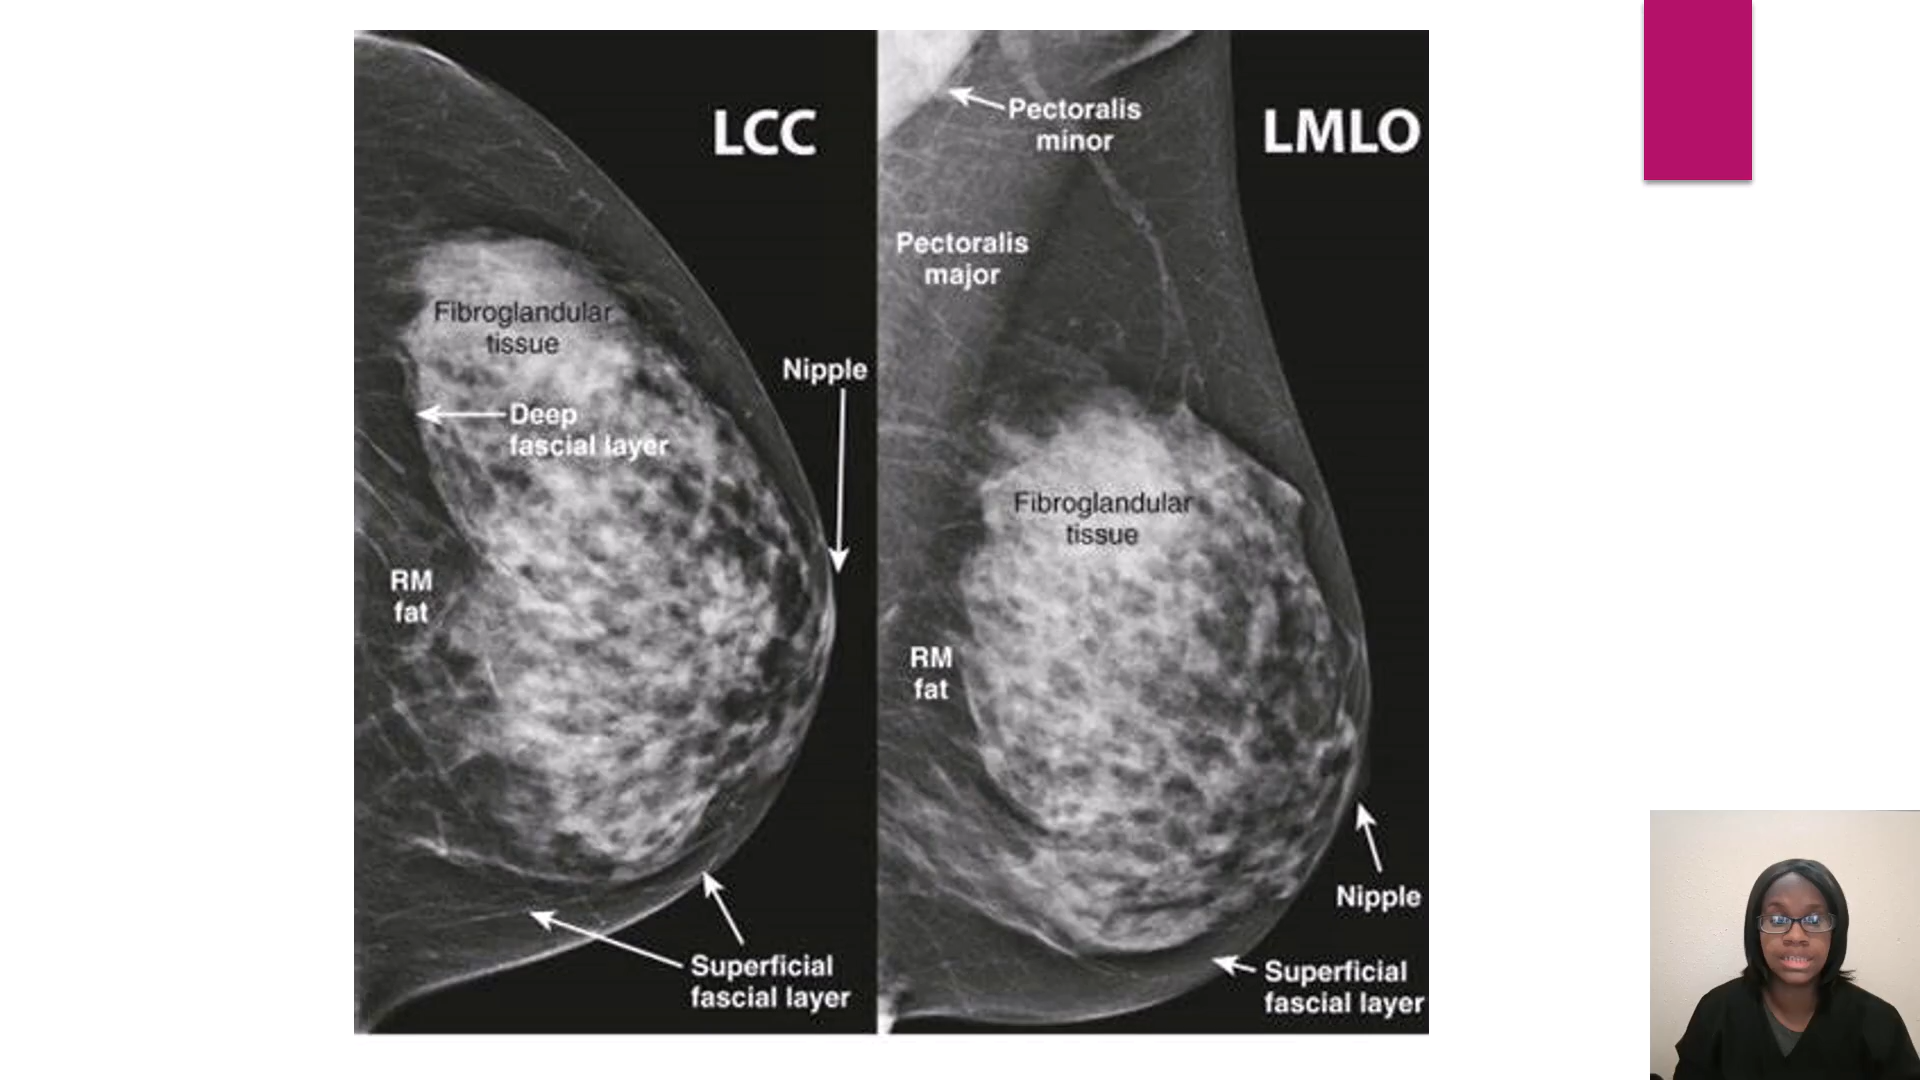 LCC
Fibroglandular
tissue
Nipple
Deep
fascial layer
RM
fat
Superficial
fascial layer
LMLO
Pectoralis
minor
Pectoralis
major
Fibroglandular
tissue
RM
fat
Nipple
Superficial
fascial layer